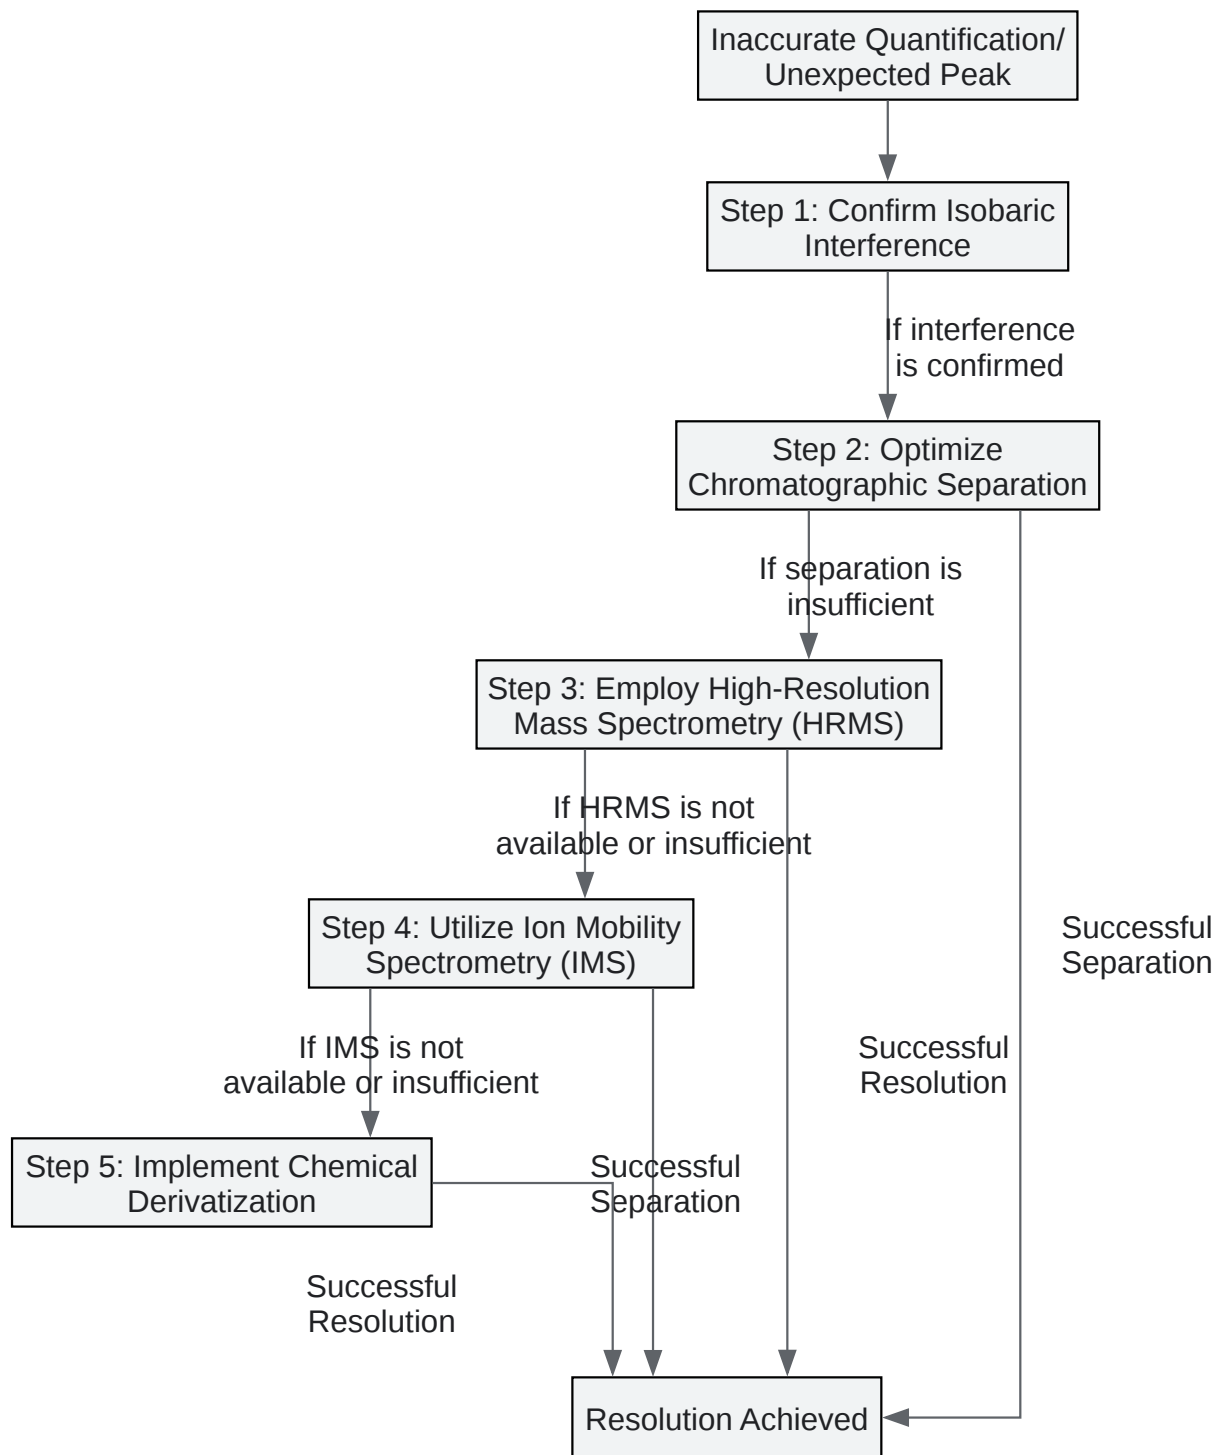 Inaccurate Quantification/
Unexpected Peak
Step 1: Confirm Isobaric
Interference
If interference
is confirmed
Step 2: Optimize
Chromatographic Separation
If separation is
insufficient
Step 3: Employ High-Resolution
Mass Spectrometry (HRMS)
If HRMS is not
available or insufficient
Step 4: Utilize Ion Mobility
Spectrometry (IMS)
Successful
Separation
If IMS is not
available or insufficient
Successful
Resolution
Step 5: Implement Chemical
Derivatization
Successful
Separation
Successful
Resolution
Resolution Achieved